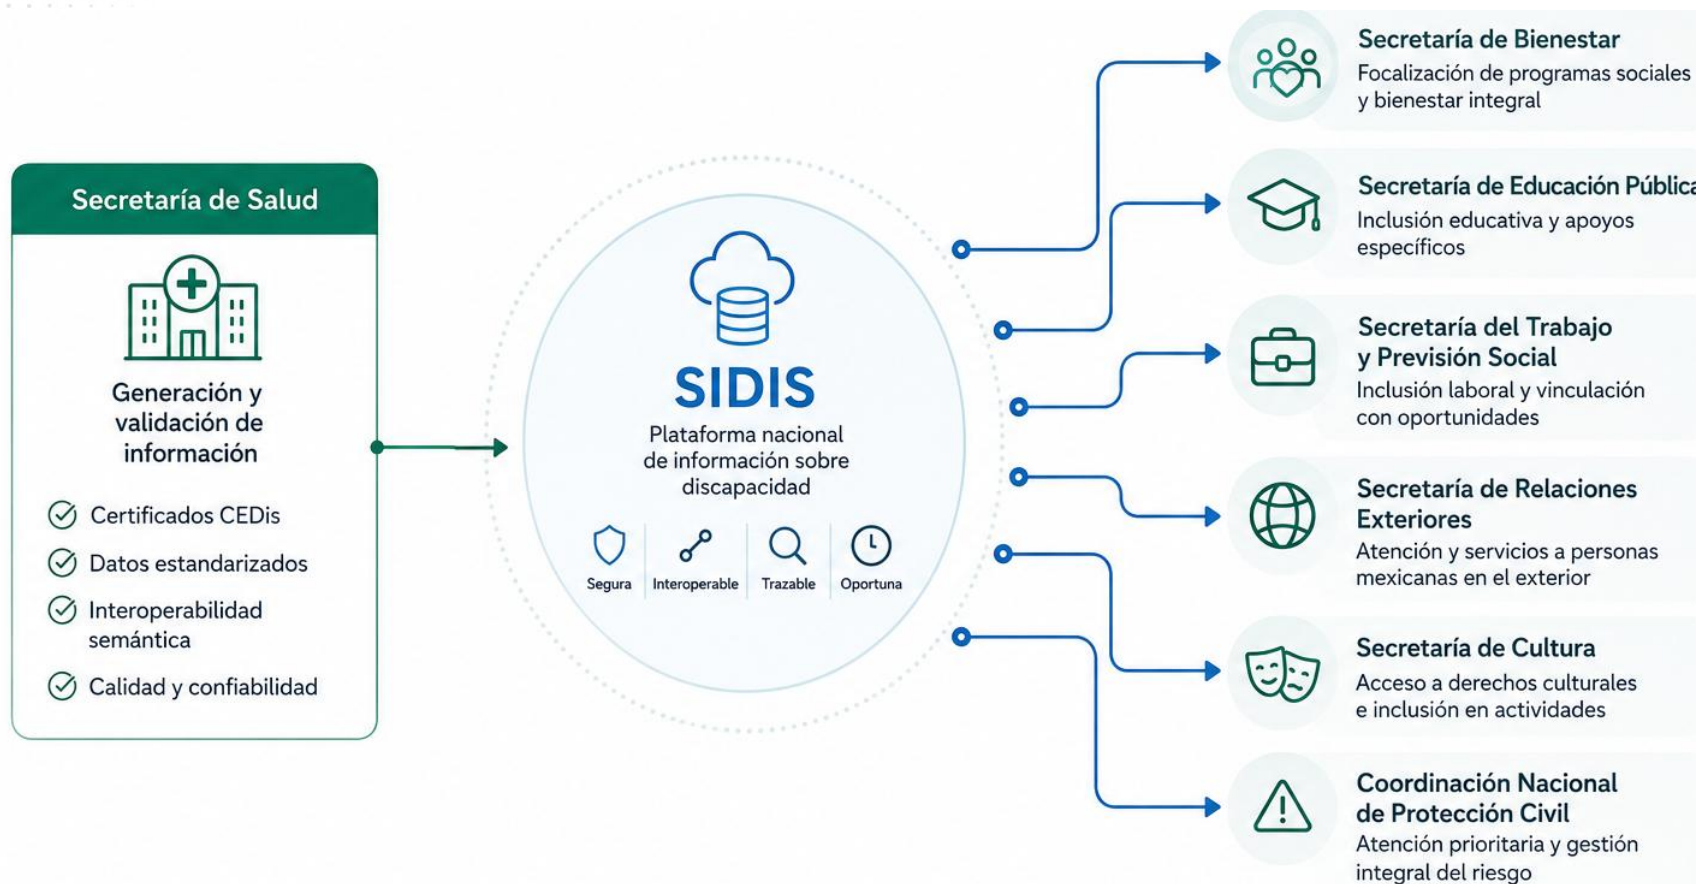 Secretaría de Salud
Generación y
validación de
información
Certificados CEDis
Datos estandarizados
Interoperabilidad
semántica
Calidad y confiabilidad
SIDIS
Plataforma nacional
de información sobre
discapacidad
Segura
Interoperable
Trazable
Oportuna
Secretaría de Bienestar
Focalización de programas sociales
y bienestar integral
Secretaría de Educación Pública
Inclusión educativa y apoyos
específicos
Secretaría del Trabajo
y Previsión Social
Inclusión laboral y vinculación
con oportunidades
Secretaría de Relaciones
Exteriores
Atención y servicios a personas
mexicanas en el exterior
Secretaría de Cultura
Acceso a derechos culturales
e inclusión en actividades
Coordinación Nacional
de Protección Civil
Atención prioritaria y gestión
integral del riesgo